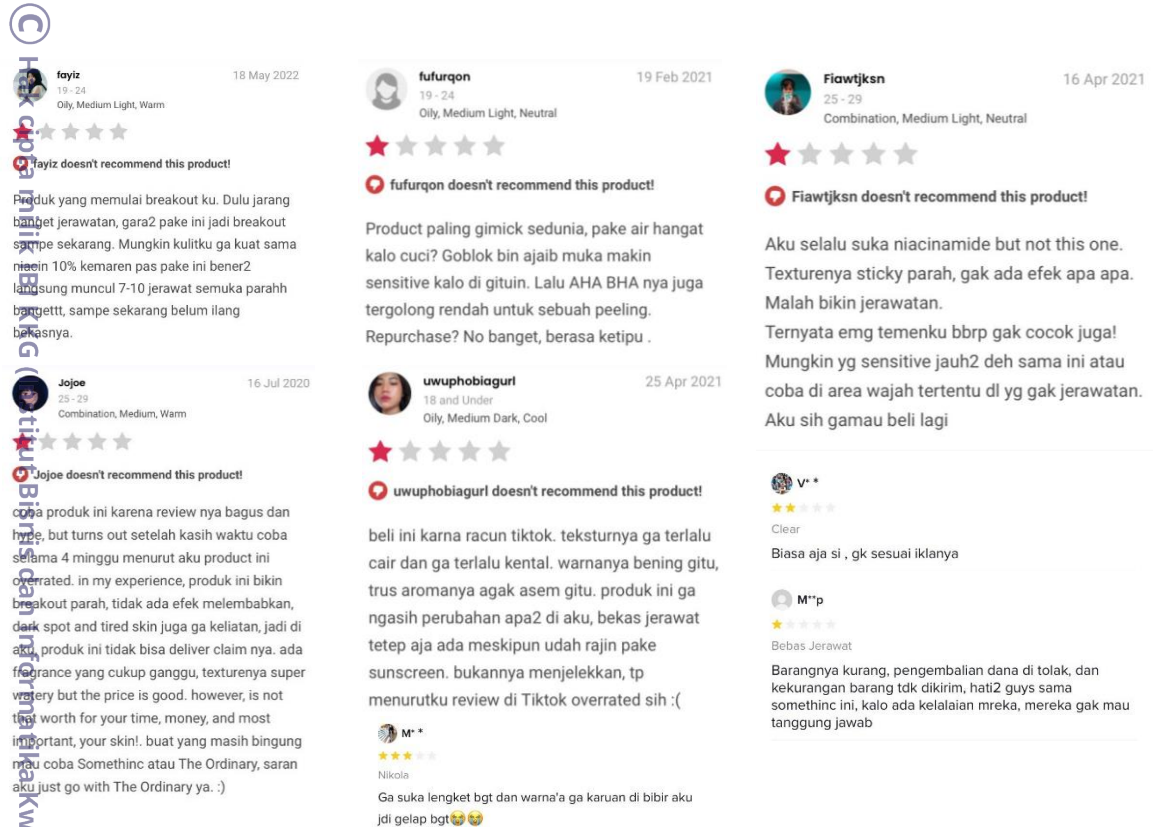 © Hak cipta milik IBI KKG (Institut Bisnis dan Informatika Kw
fayiz
18 May 2022
19 - 24
Oily, Medium Light, Warm
fayiz doesn't recommend this product!
Produk yang memulai breakout ku. Dulu jarang
banget jerawatan, gara2 pake ini jadi breakout
sampe sekarang. Mungkin kulitku ga kuat sama
niacin 10% kemaren pas pake ini bener2
langsung muncul 7-10 jerawat semuka parahh
bangettt, sampe sekarang belum ilang
bekasnya.
Jojoe
16 Jul 2020
25 - 29
Combination, Medium, Warm
Jojoe doesn't recommend this product!
coba produk ini karena review nya bagus dan
hype, but turns out setelah kasih waktu coba
selama 4 minggu menurut aku product ini
overrated. in my experience, produk ini bikin
breakout parah, tidak ada efek melembabkan,
dark spot and tired skin juga ga keliatan, jadi di
aku, produk ini tidak bisa deliver claim nya. ada
fragrance yang cukup ganggu, texturenya super
watery but the price is good. however, is not
that worth for your time, money, and most
important, your skin!. buat yang masih bingung
mau coba Somethinc atau The Ordinary, saran
aku just go with The Ordinary ya. :)
fufurqon
19 Feb 2021
19 - 24
Oily, Medium Light, Neutral
fufurqon doesn't recommend this product!
Product paling gimick sedunia, pake air hangat
kalo cuci? Goblok bin ajaib muka makin
sensitive kalo di gituin. Lalu AHA BHA nya juga
tergolong rendah untuk sebuah peeling.
Repurchase? No banget, berasa ketipu .
uwuphobiagurl
25 Apr 2021
18 and Under
Oily, Medium Dark, Cool
uwuphobiagurl doesn't recommend this product!
beli ini karna racun tiktok. teksturnya ga terlalu
cair dan ga terlalu kental. warnanya bening gitu,
trus aromanya agak asem gitu. produk ini ga
ngasih perubahan apa2 di aku, bekas jerawat
tetep aja ada meskipun udah rajin pake
sunscreen. bukannya menjelekkan, tp
menurutku review di Tiktok overrated sih :(
M* *
Nikola
Ga suka lengket bgt dan warna'a ga karuan di bibir aku
jdi gelap bgt😭😭
Fiawtjksn
16 Apr 2021
25 - 29
Combination, Medium Light, Neutral
Fiawtjksn doesn't recommend this product!
Aku selalu suka niacinamide but not this one.
Texturenya sticky parah, gak ada efek apa apa.
Malah bikin jerawatan.
Ternyata emg temenku bbrp gak cocok juga!
Mungkin yg sensitive jauh2 deh sama ini atau
coba di area wajah tertentu dl yg gak jerawatan.
Aku sih gamau beli lagi
V* *
Clear
Biasa aja si , gk sesuai iklanya
M**p
Bebas Jerawat
Barangnya kurang, pengembalian dana di tolak, dan
kekurangan barang tdk dikirim, hati2 guys sama
somethinc ini, kalo ada kelalaian mreka, mereka gak mau
tanggung jawab